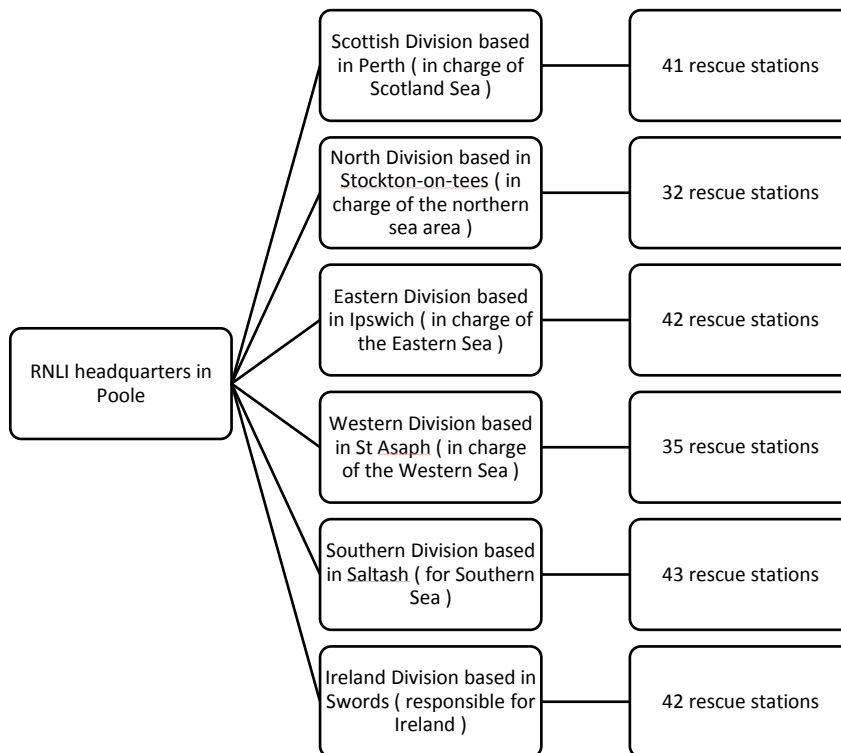 Scottish Division based
in Perth ( in charge of
Scotland Sea )
41 rescue stations
North Division based in
Stockton-on-tees ( in
charge of the northern
sea area )
32 rescue stations
Eastern Division based
in Ipswich ( in charge of
the Eastern Sea )
42 rescue stations
RNLI headquarters in
Poole
Western Division based
in St Asaph ( in charge
of the Western Sea )
35 rescue stations
Southern Division based
in Saltash ( for Southern
Sea )
43 rescue stations
Ireland Division based in
Swords ( responsible for
Ireland )
42 rescue stations